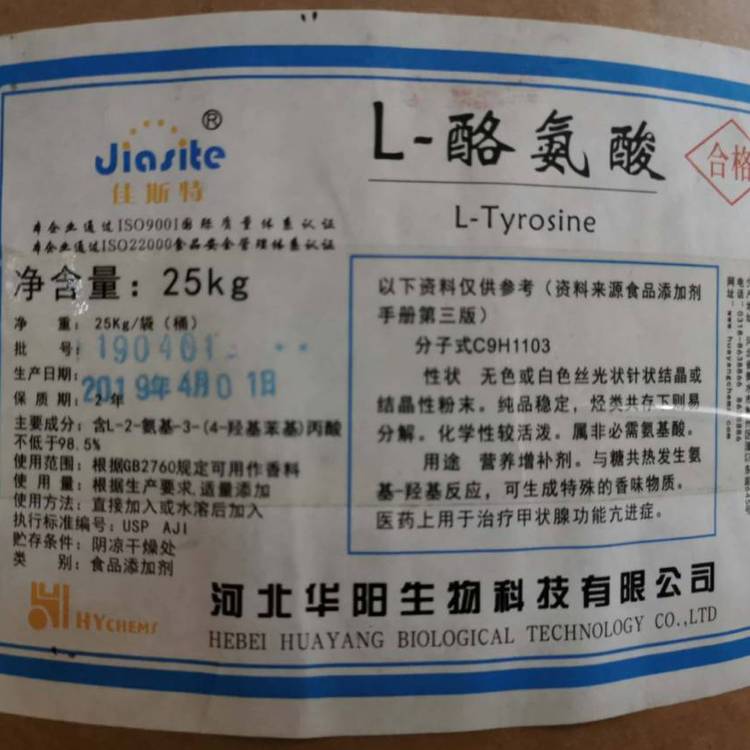 Jiasite®
佳斯特
本企业通过ISO9001国际质量体系认证
本企业通过ISO22000食品安全管理体系认证
净含量：25kg
净 重：25Kg/袋（桶）
批 号：190401
生产日期：2019年4月01日
保 质 期：2年
主要成分：含L-2-氨基-3-(4-羟基苯基)丙酸
不低于98.5%
使用范围：根据GB2760规定可用作香料
使 用 量：根据生产要求,适量添加
使用方法：直接加入或水溶后加入
执行标准编号：USP AJI
贮存条件：阴凉干燥处
类 别：食品添加剂
L-酪氨酸
L-Tyrosine
合格
以下资料仅供参考（资料来源食品添加剂
手册第三版）
分子式C9H1103
性状 无色或白色丝光状针状结晶或
结晶性粉末。纯品稳定，烃类共存下则易
分解。化学性较活泼。属非必需氨基酸。
用途 营养增补剂。与糖共热发生氨
基-羟基反应，可生成特殊的香味物质。
医药上用于治疗甲状腺功能亢进症。
HYCHEMS
河北华阳生物科技有限公司
HEBEI HUAYANG BIOLOGICAL TECHNOLOGY CO.,LTD